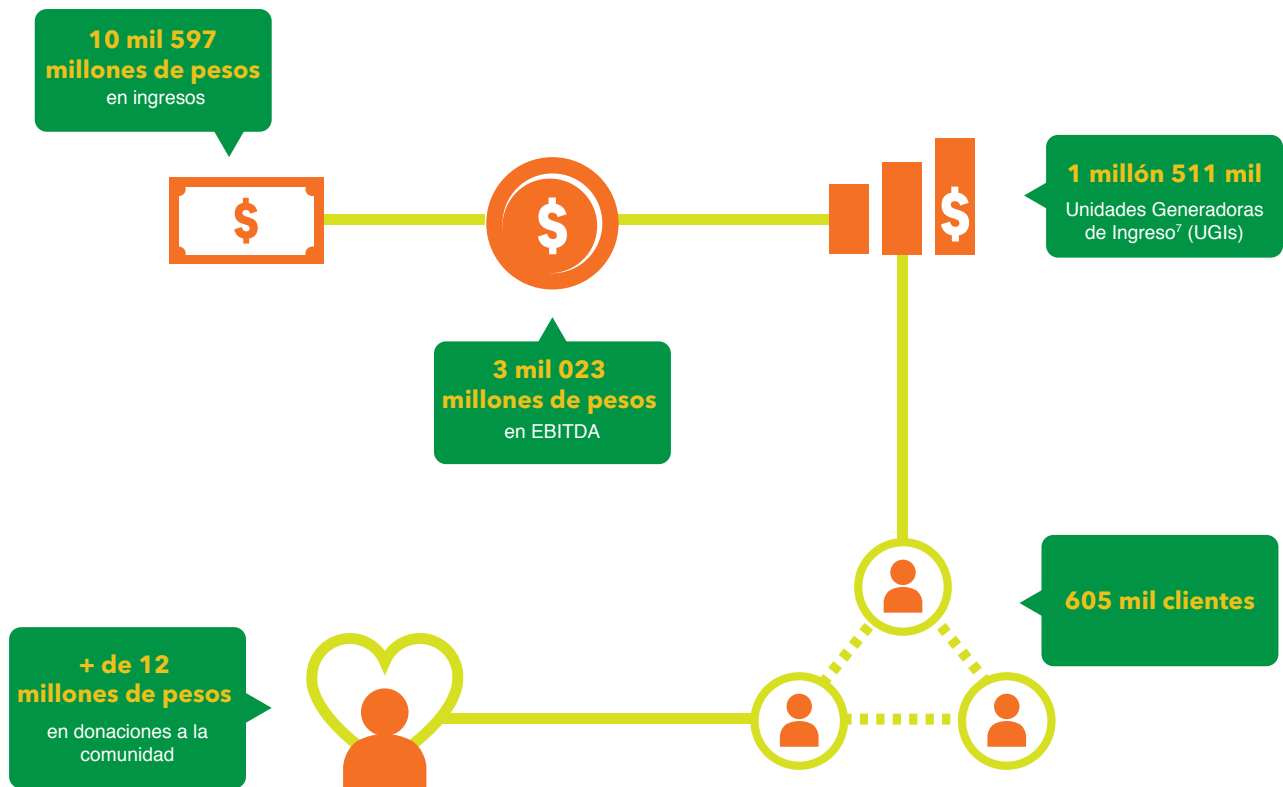 10 mil 597
millones de pesos
en ingresos
$
$
$
1 millón 511 mil
Unidades Generadoras
de Ingreso⁷ (UGIs)
3 mil 023
millones de pesos
en EBITDA
605 mil clientes
+ de 12
millones de pesos
en donaciones a la
comunidad